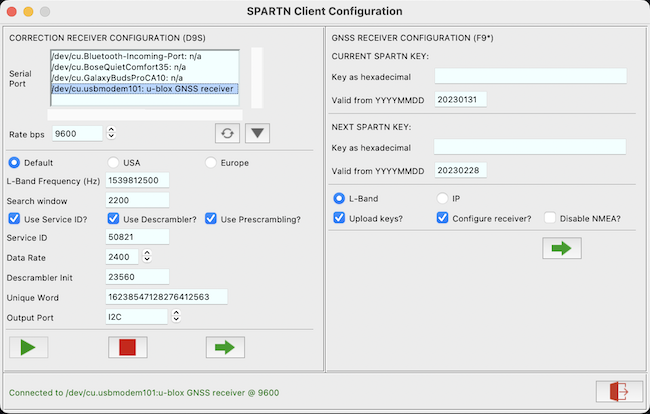 SPARTN Client Configuration
CORRECTION RECEIVER CONFIGURATION (D9S)
Serial Port
/dev/cu.Bluetooth-Incoming-Port: n/a
/dev/cu.BoseQuietComfort35: n/a
/dev/cu.GalaxyBudsProCA10: n/a
/dev/cu.usbmodem101: u-blox GNSS receiver
Rate bps 9600
Default USA Europe
L-Band Frequency (Hz) 1539812500
Search window 2200
Use Service ID? Use Descrambler? Use Prescrambling?
Service ID 50821
Data Rate 2400
Descrambler Init 23560
Unique Word 16238547128276412563
Output Port I2C
GNSS RECEIVER CONFIGURATION (F9*)
CURRENT SPARTN KEY:
Key as hexadecimal
Valid from YYYYMMDD 20230131
NEXT SPARTN KEY:
Key as hexadecimal
Valid from YYYYMMDD 20230228
L-Band IP
Upload keys? Configure receiver? Disable NMEA?
Connected to /dev/cu.usbmodem101:u-blox GNSS receiver @ 9600